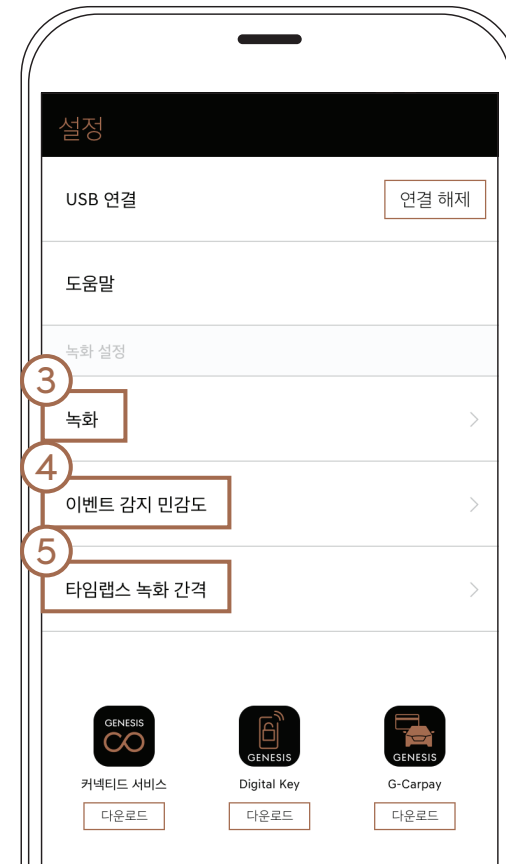 설정
USB 연결
연결 해제
도움말
녹화 설정
③
녹화
④
이벤트 감지 민감도
⑤
타임랩스 녹화 간격
GENESIS
GENESIS
GENESIS
커넥티드 서비스
Digital Key
G-Carpay
다운로드
다운로드
다운로드